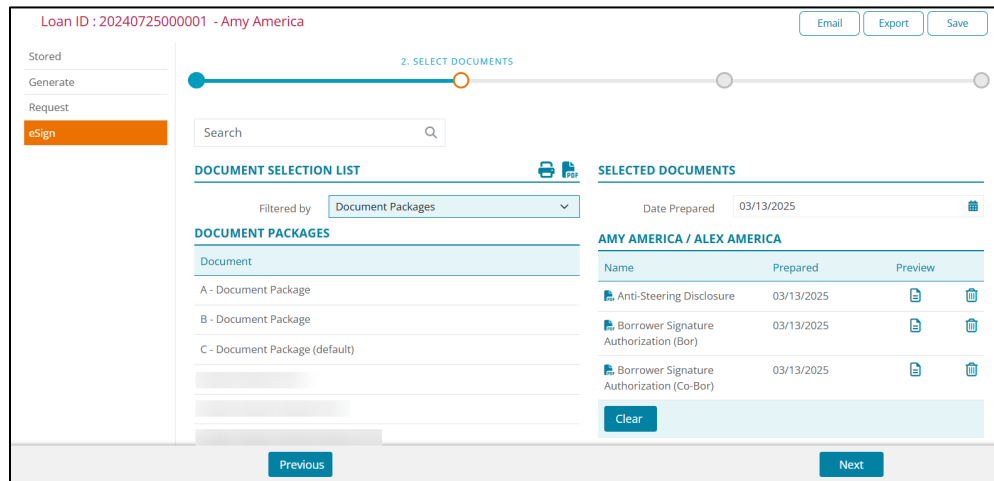 Loan ID : 20240725000001 - Amy America
Email
Export
Save
Stored
Generate
Request
eSign
2. SELECT DOCUMENTS
Search
DOCUMENT SELECTION LIST
PDF
Filtered by
Document Packages
DOCUMENT PACKAGES
Document
A - Document Package
B - Document Package
C - Document Package (default)
SELECTED DOCUMENTS
Date Prepared
03/13/2025
AMY AMERICA / ALEX AMERICA
Name Prepared Preview
Anti-Steering Disclosure 03/13/2025
Borrower Signature 03/13/2025
Authorization (Bor)
Borrower Signature 03/13/2025
Authorization (Co-Bor)
Clear
Previous
Next